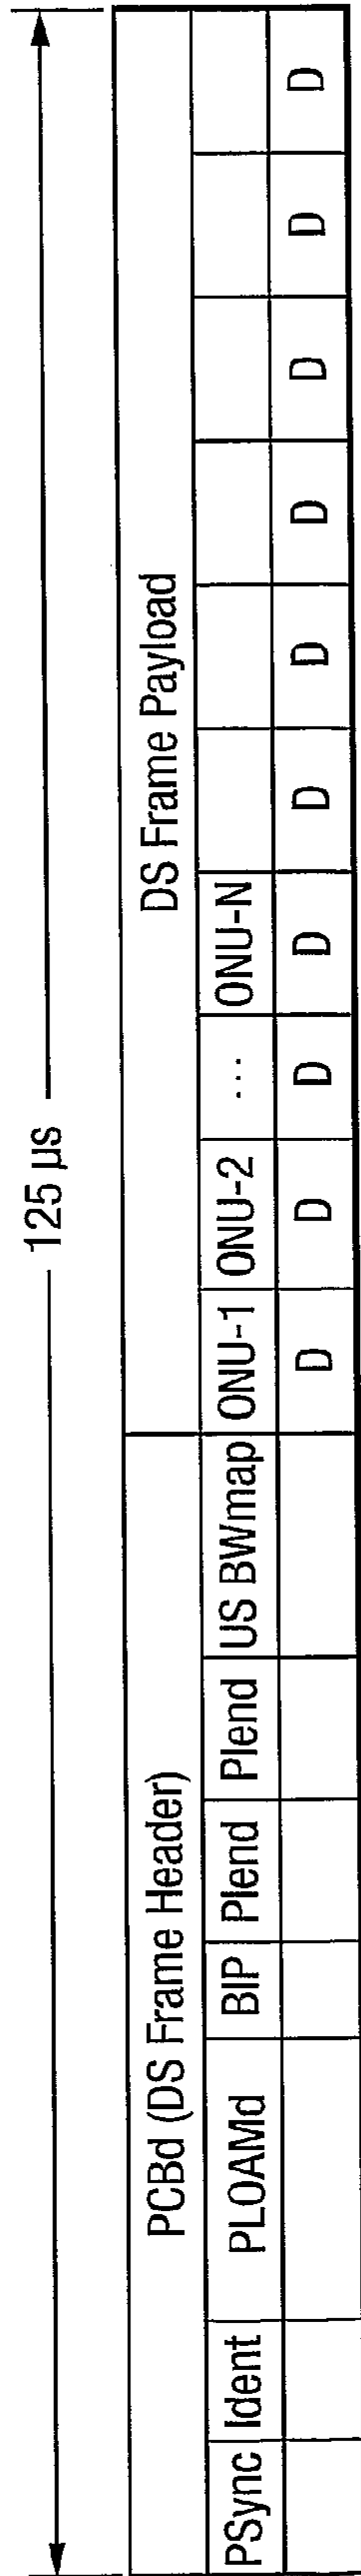 125 µs
PCBd (DS Frame Header) DS Frame Payload
PSync Ident PLOAMd BIP Plend Plend US BWmap ONU-1 ONU-2 ... ONU-N
D D D D D D D D D D